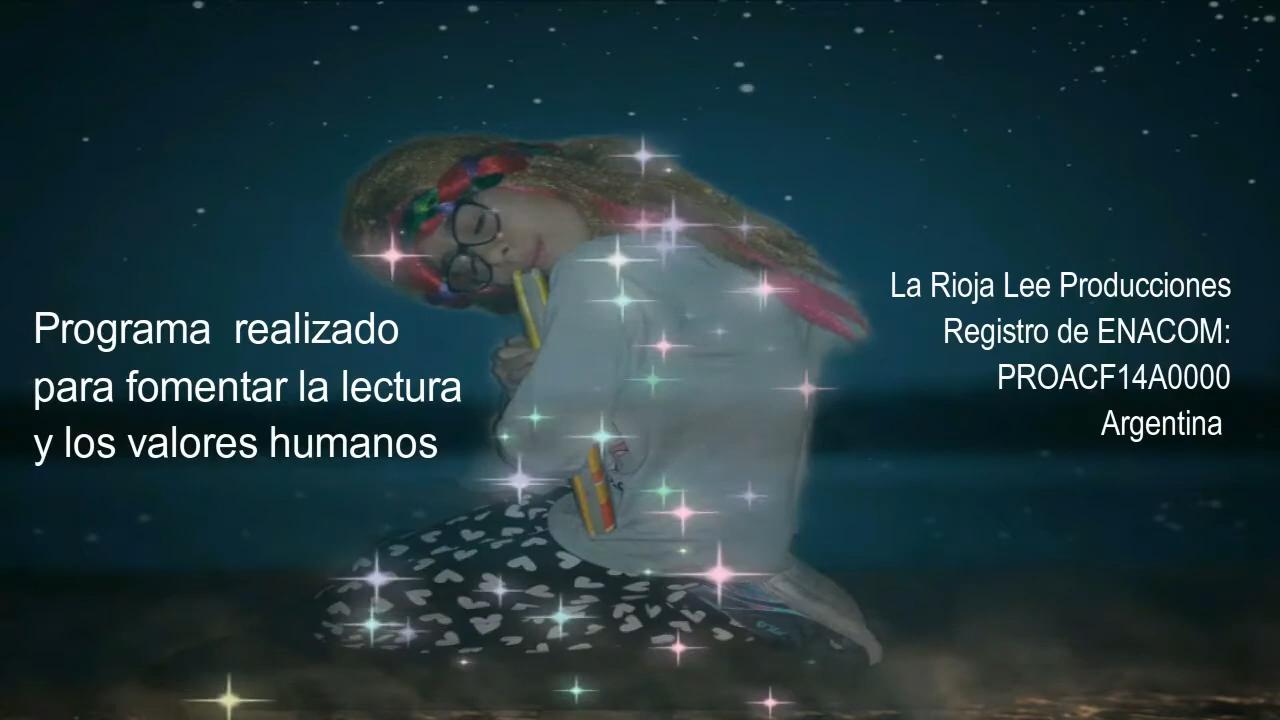 Programa  realizado
para fomentar la lectura
y los valores humanos
La Rioja Lee Producciones
Registro de ENACOM:
PROACF14A0000
Argentina